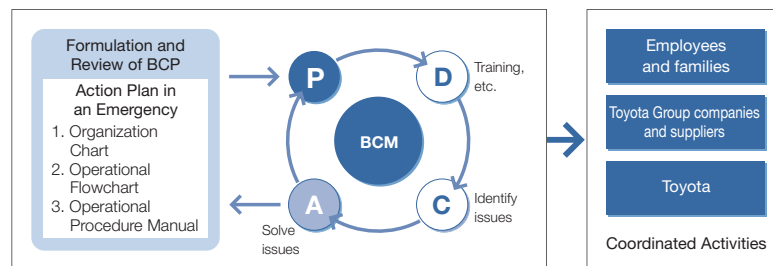 Formulation and
Review of BCP
Action Plan in
an Emergency
1. Organization
Chart
2. Operational
Flowchart
3. Operational
Procedure Manual
P
D
Training,
etc.
BCM
A
Solve
issues
C
Identify
issues
Employees
and families
Toyota Group companies
and suppliers
Toyota
Coordinated Activities